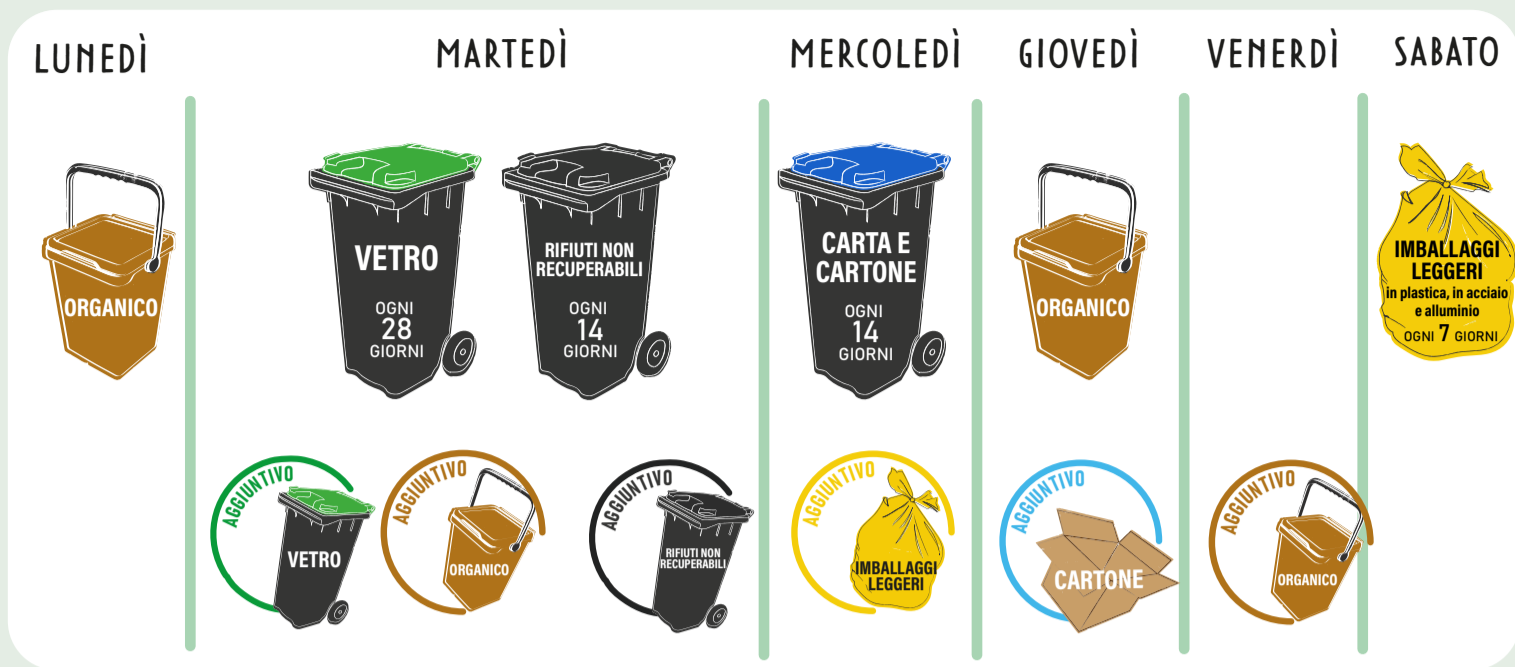 LUNEDÌ
MARTEDÌ
MERCOLEDÌ
GIOVEDÌ
VENERDÌ
SABATO
ORGANICO
VETRO
OGNI
28
GIORNI
RIFIUTI NON
RECUPERABILI
OGNI
14
GIORNI
CARTA E
CARTONE
OGNI
14
GIORNI
ORGANICO
IMBALLAGGI
LEGGERI
in plastica, in acciaio
e alluminio
OGNI 7 GIORNI
AGGIUNTIVO
VETRO
AGGIUNTIVO
ORGANICO
AGGIUNTIVO
RIFIUTI NON
RECUPERABILI
AGGIUNTIVO
IMBALLAGGI
LEGGERI
AGGIUNTIVO
CARTONE
AGGIUNTIVO
ORGANICO